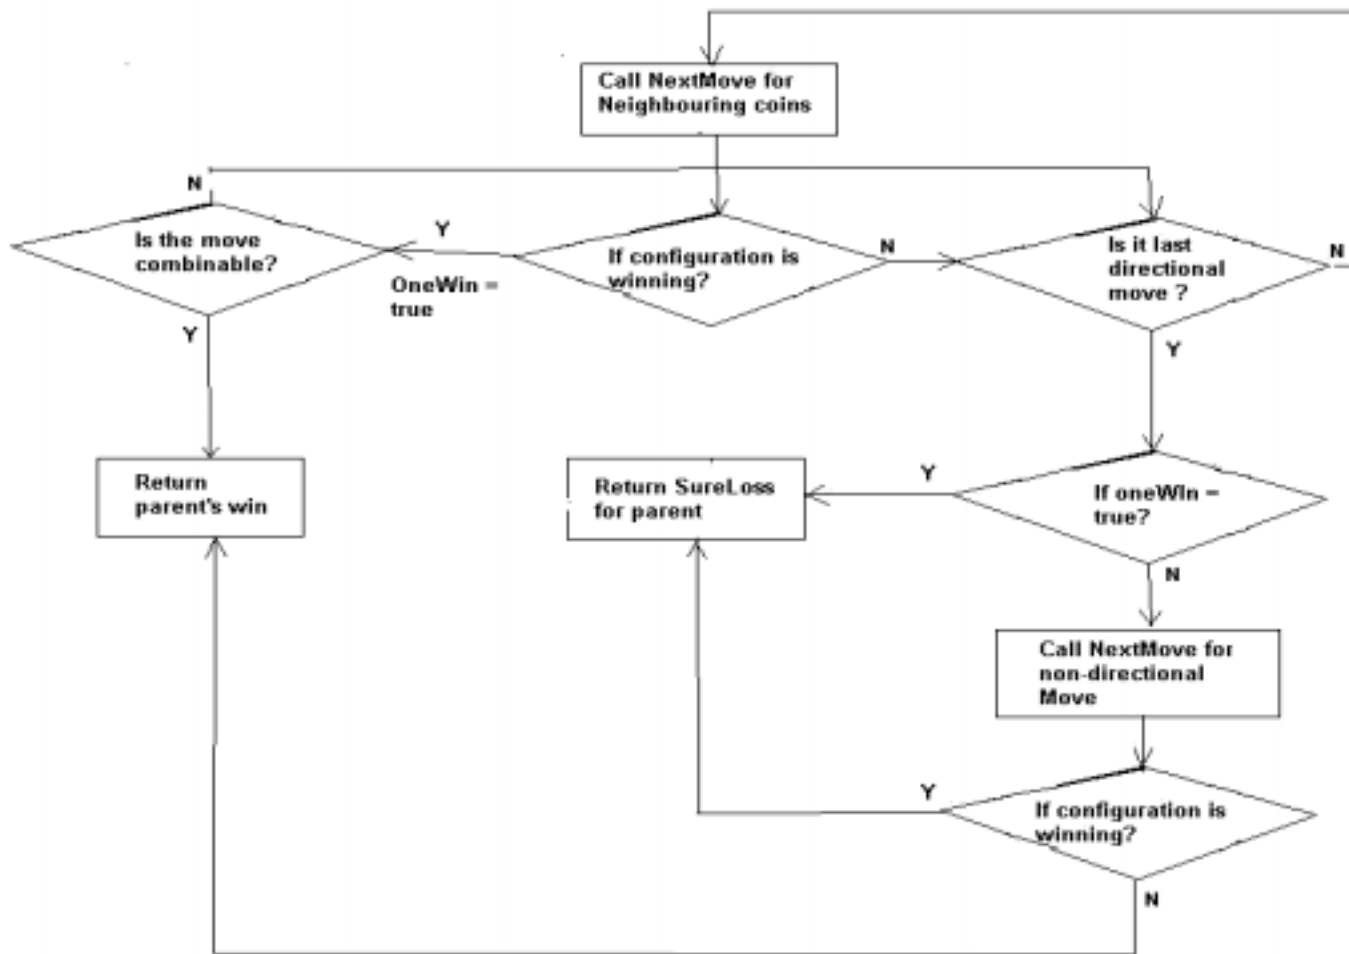 Call NextMove for
Neighbouring coins
N
Is the move
combinable?
Y
OneWin =
true
If configuration is
winning?
N
Is it last
directional
move ?
N
Y
Y
Return
parent's win
Return SureLoss
for parent
Y
If oneWIn =
true?
N
Call NextMove for
non-directional
Move
Y
If configuration is
winning?
N